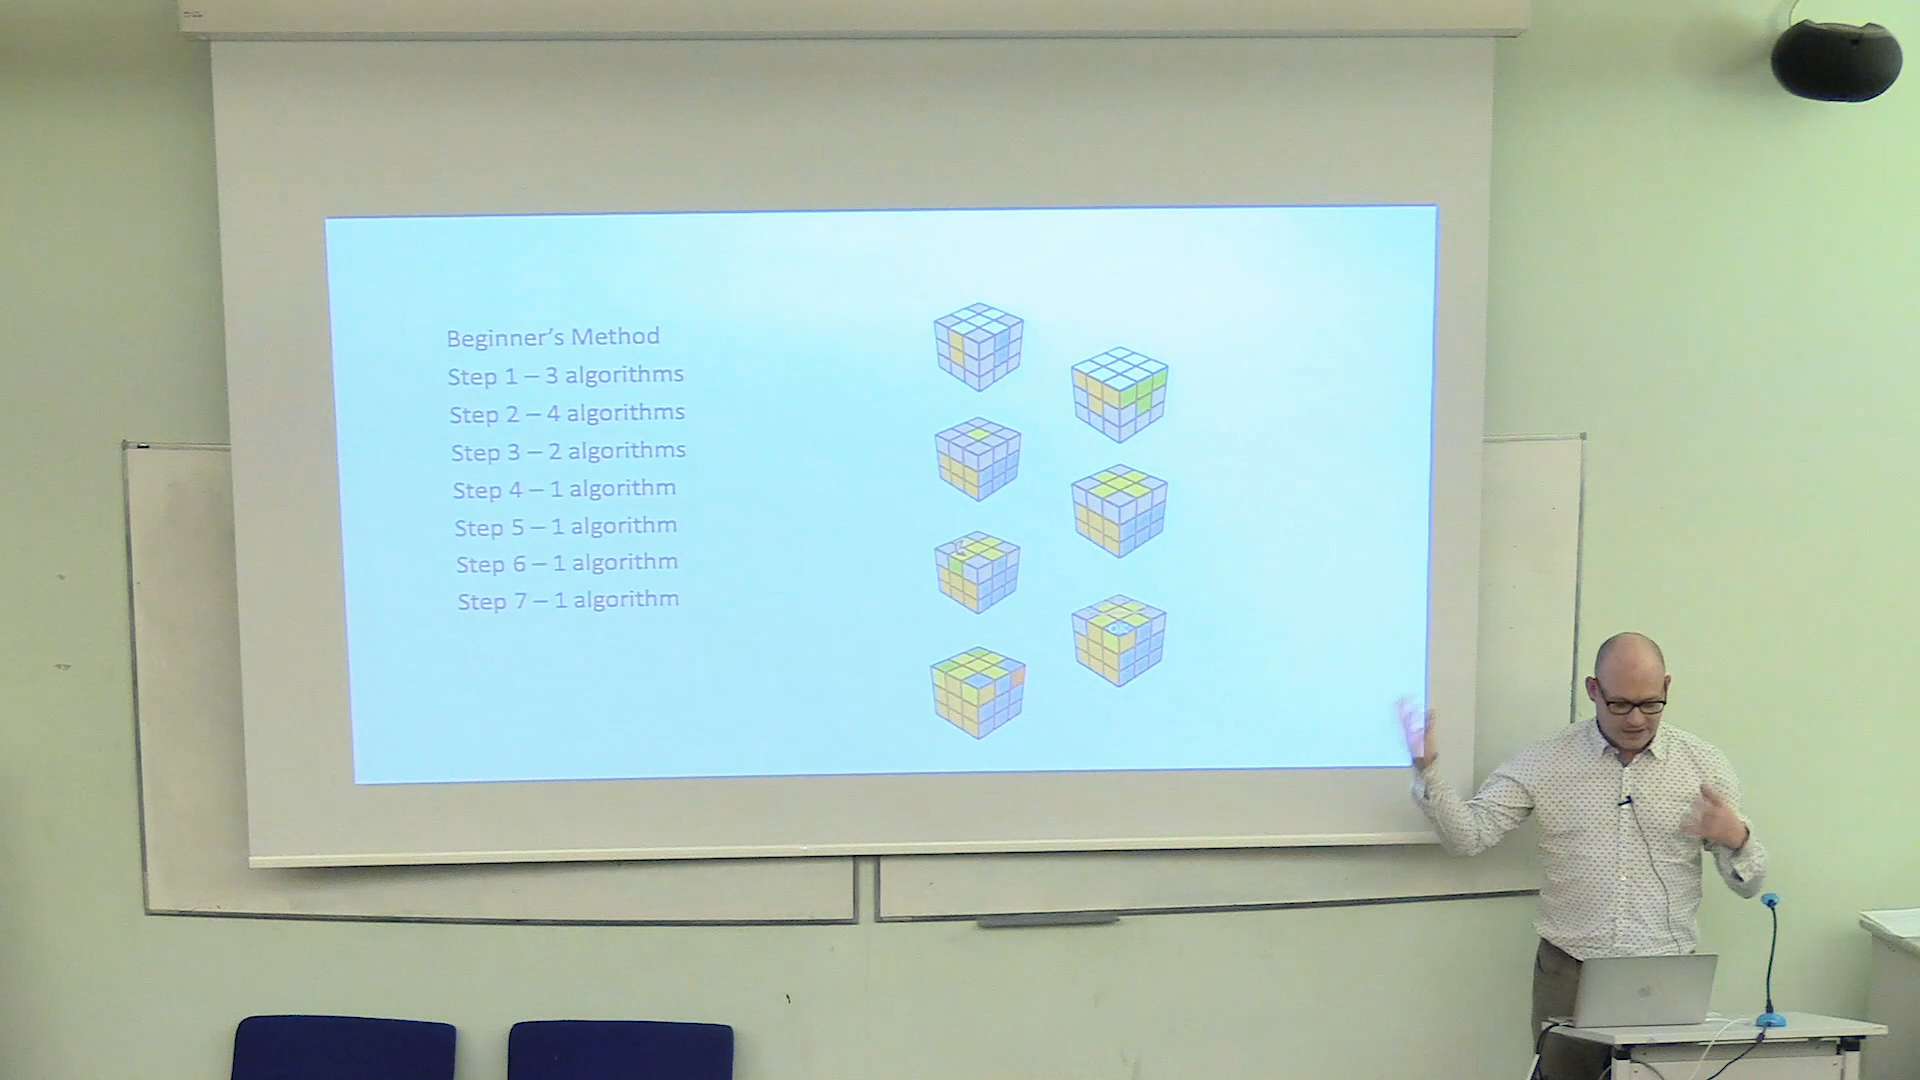 Beginner's Method
Step 1 – 3 algorithms
Step 2 – 4 algorithms
Step 3 – 2 algorithms
Step 4 – 1 algorithm
Step 5 – 1 algorithm
Step 6 – 1 algorithm
Step 7 – 1 algorithm